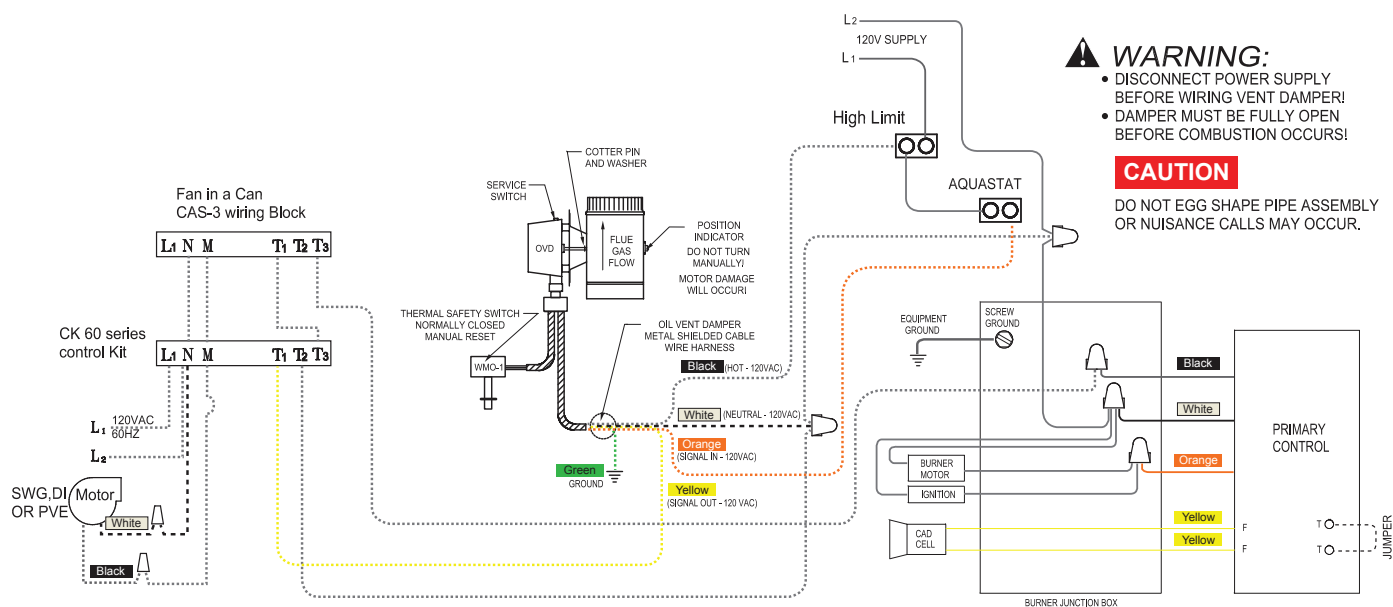 L2
120V SUPPLY
L1
High Limit
AQUASTAT
WARNING:
• DISCONNECT POWER SUPPLY
BEFORE WIRING VENT DAMPER!
• DAMPER MUST BE FULLY OPEN
BEFORE COMBUSTION OCCURS!
CAUTION
DO NOT EGG SHAPE PIPE ASSEMBLY
OR NUISANCE CALLS MAY OCCUR.
Fan in a Can
CAS-3 wiring Block
L1 N M T1 T2 T3
CK 60 series
control Kit
L1 N M T1 T2 T3
L1 120VAC
60HZ
L2
SWG,DI
OR PVE
Motor
White
Black
COTTER PIN
AND WASHER
SERVICE
SWITCH
OVD
FLUE
GAS
FLOW
POSITION
INDICATOR
DO NOT TURN
MANUALLY!
MOTOR DAMAGE
WILL OCCUR!
THERMAL SAFETY SWITCH
NORMALLY CLOSED
MANUAL RESET
WMO-1
OIL VENT DAMPER
METAL SHIELDED CABLE
WIRE HARNESS
Black (HOT - 120VAC)
White (NEUTRAL - 120VAC)
Orange
(SIGNAL IN - 120VAC)
Green
GROUND
Yellow
(SIGNAL OUT - 120 VAC)
EQUIPMENT
GROUND
SCREW
GROUND
Black
White
Orange
BURNER
MOTOR
IGNITION
CAD
CELL
Yellow
Yellow
F
F
T
T
JUMPER
PRIMARY
CONTROL
BURNER JUNCTION BOX